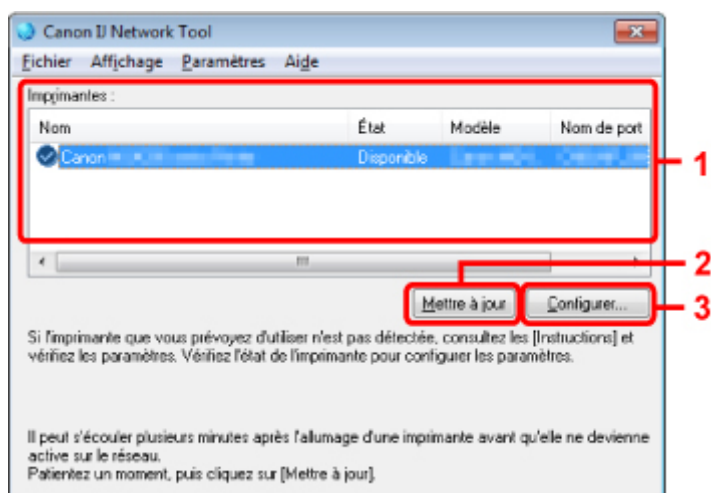 Canon IJ Network Tool
Fichier Affichage Paramètres Aide
Imprimantes :
Nom État Modèle Nom de port
Canon Disponible
1
2
3
Mettre à jour Configurer...
Si l'imprimante que vous prévoyez d'utiliser n'est pas détectée, consultez les [Instructions] et
vérifiez les paramètres. Vérifiez l'état de l'imprimante pour configurer les paramètres.
Il peut s'écouler plusieurs minutes après l'allumage d'une imprimante avant qu'elle ne devienne
active sur le réseau.
Patientez un moment, puis cliquez sur [Mettre à jour].